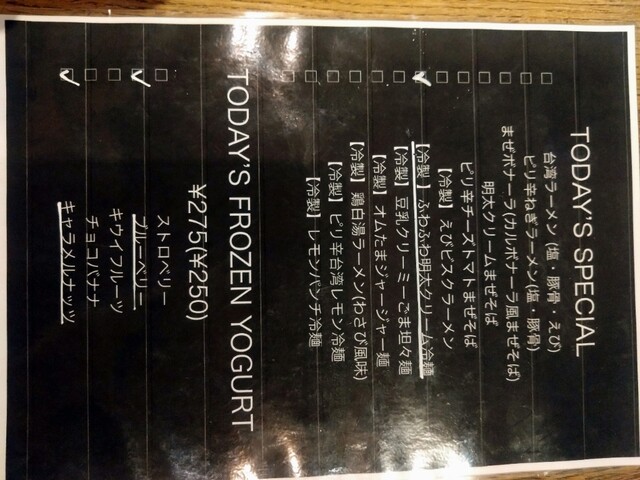 TODAY'S SPECIAL
□ 台湾ラーメン (塩・豚骨・えび)
□ ピリ辛ねぎラーメン(塩・豚骨)
□ まぜボナーラ(カルボナーラ風まぜそば)
□ 明太クリームまぜそば
□ ピリ辛チーズトマトまぜそば
□ 【冷製】えびビスクラーメン
☑ 【冷製】ふわふわ明太クリーム冷麺
□ 【冷製】豆乳クリーミーごま坦々麺
□ 【冷製】オムたまジャージャー麺
□ 【冷製】鶏白湯ラーメン(わさび風味)
□ 【冷製】ピリ辛台湾レモン冷麺
□ 【冷製】レモンパンチ冷麺
TODAY'S FROZEN YOGURT
¥275(¥250)
□ ストロベリー
☑ ブルーベリー
□ キウイフルーツ
□ チョコバナナ
☑ キャラメルナッツ